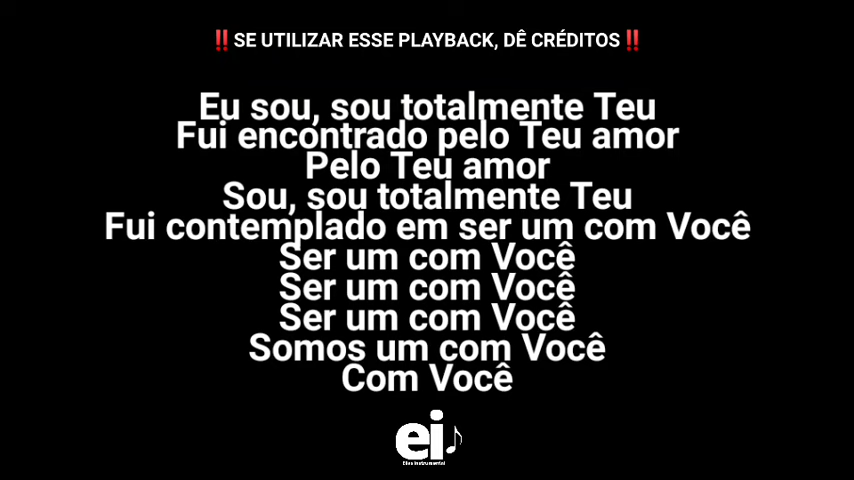 ‼️SE UTILIZAR ESSE PLAYBACK, DÊ CRÉDITOS‼️
Eu sou, sou totalmente Teu
Fui encontrado pelo Teu amor
Pelo Teu amor
Sou, sou totalmente Teu
Fui contemplado em ser um com Você
Ser um com Você
Ser um com Você
Ser um com Você
Somos um com Você
Com Você
ei